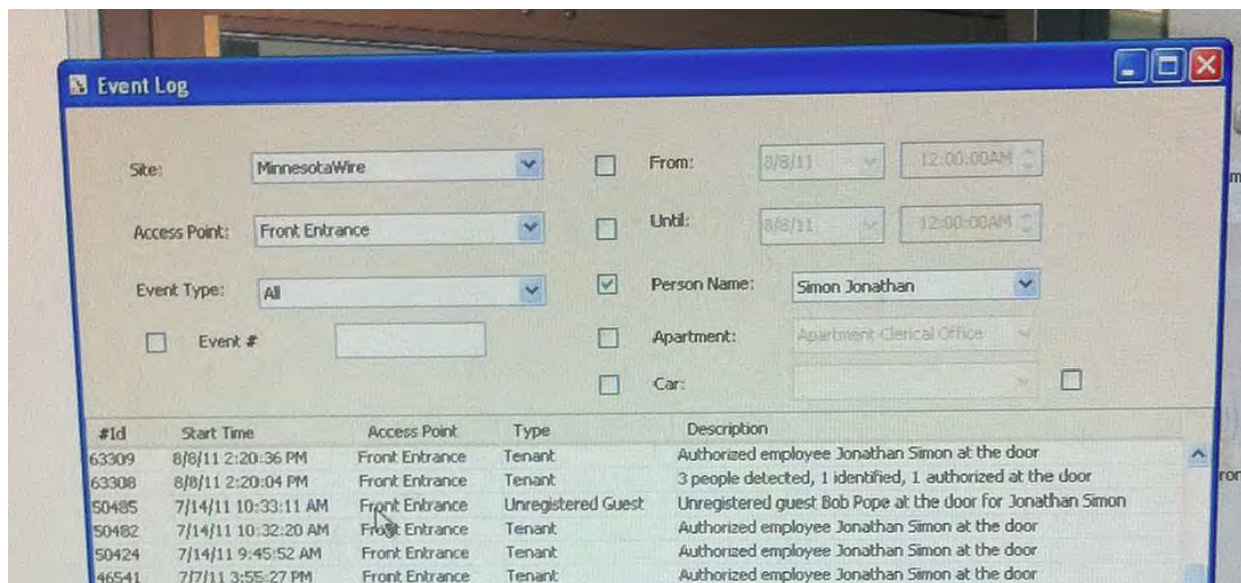 Event Log
Site: MinnesotaWire From: 8/8/11 12:00:00AM
Access Point: Front Entrance Until: 8/8/11 12:00:00AM
Event Type: All Person Name: Simon Jonathan
Event # Apartment: Apartment Clerical Office
Car:
#Id Start Time Access Point Type Description
63309 8/8/11 2:20:36 PM Front Entrance Tenant Authorized employee Jonathan Simon at the door
63308 8/8/11 2:20:04 PM Front Entrance Tenant 3 people detected, 1 identified, 1 authorized at the door
50485 7/14/11 10:33:11 AM Front Entrance Unregistered Guest Unregistered guest Bob Pope at the door for Jonathan Simon
50482 7/14/11 10:32:20 AM Front Entrance Tenant Authorized employee Jonathan Simon at the door
50424 7/14/11 9:45:52 AM Front Entrance Tenant Authorized employee Jonathan Simon at the door
46541 7/7/11 3:55:27 PM Front Entrance Tenant Authorized employee Jonathan Simon at the door